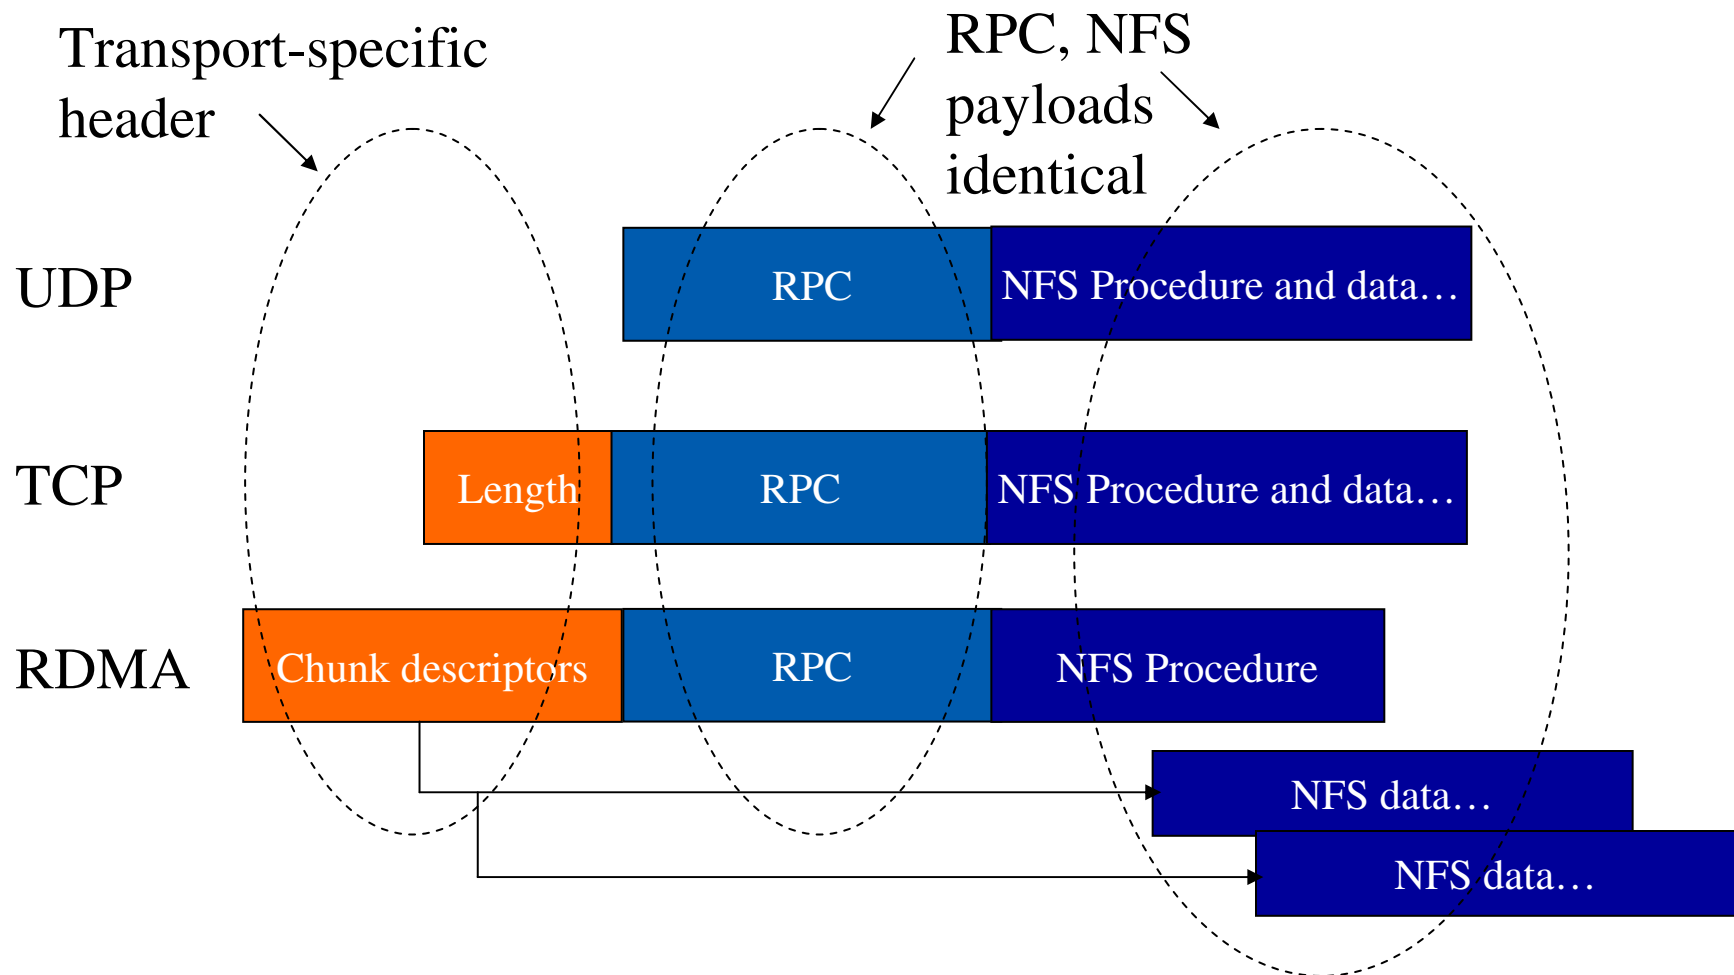 Transport-specific
header
RPC, NFS
payloads
identical
UDP
RPC
NFS Procedure and data…
TCP
Length
RPC
NFS Procedure and data…
RDMA
Chunk descriptors
RPC
NFS Procedure
NFS data…
NFS data…